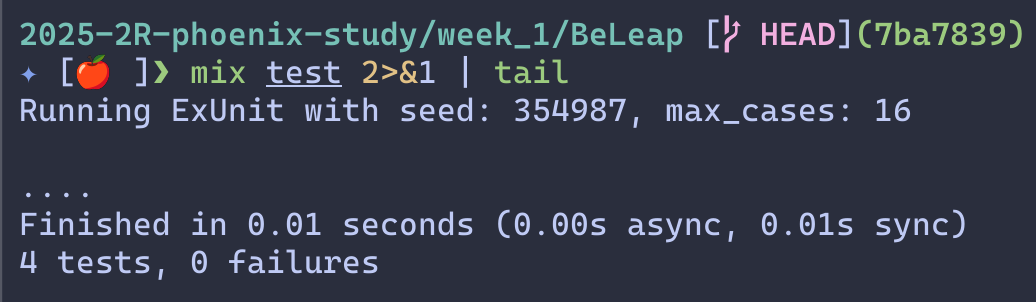 2025-2R-phoenix-study/week_1/BeLeap [ HEAD](7ba7839)
✦ [🍎 ]❯ mix test 2>&1 | tail
Running ExUnit with seed: 354987, max_cases: 16
....
Finished in 0.01 seconds (0.00s async, 0.01s sync)
4 tests, 0 failures